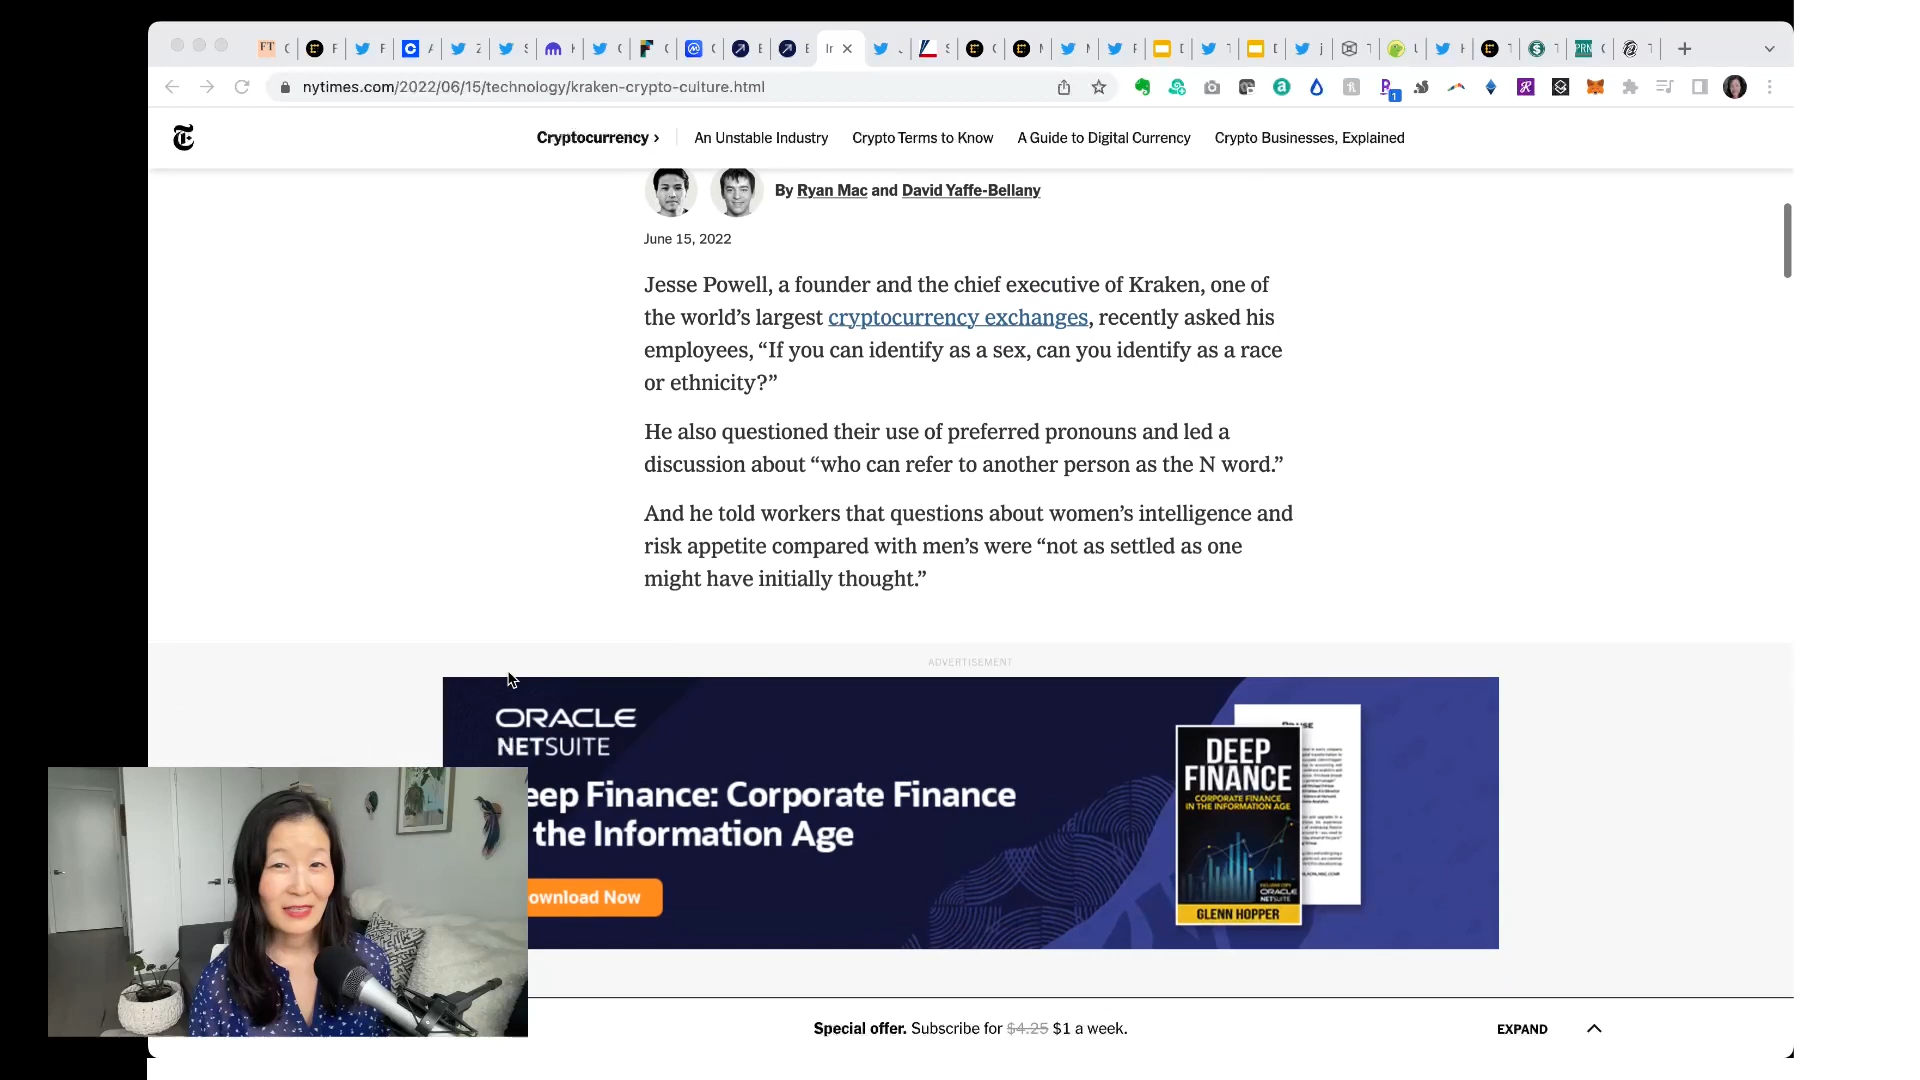 FT
nytimes.com/2022/06/15/technology/kraken-crypto-culture.html
1
Cryptocurrency › An Unstable Industry Crypto Terms to Know A Guide to Digital Currency Crypto Businesses, Explained
By Ryan Mac and David Yaffe-Bellany
June 15, 2022
Jesse Powell, a founder and the chief executive of Kraken, one of
the world’s largest cryptocurrency exchanges, recently asked his
employees, “If you can identify as a sex, can you identify as a race
or ethnicity?”
He also questioned their use of preferred pronouns and led a
discussion about “who can refer to another person as the N word.”
And he told workers that questions about women’s intelligence and
risk appetite compared with men’s were “not as settled as one
might have initially thought.”
ADVERTISEMENT
ORACLE
NETSUITE
eep Finance: Corporate Finance
the Information Age
ownload Now
DEEP
FINANCE
CORPORATE FINANCE
IN THE INFORMATION AGE
ORACLE
NETSUITE
GLENN HOPPER
Special offer. Subscribe for $4.25 $1 a week.
EXPAND